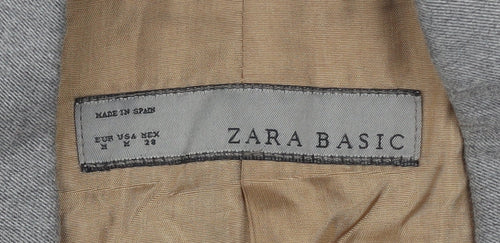 MADE IN SPAIN
EUR USA MEX
M M 28
ZARA BASIC